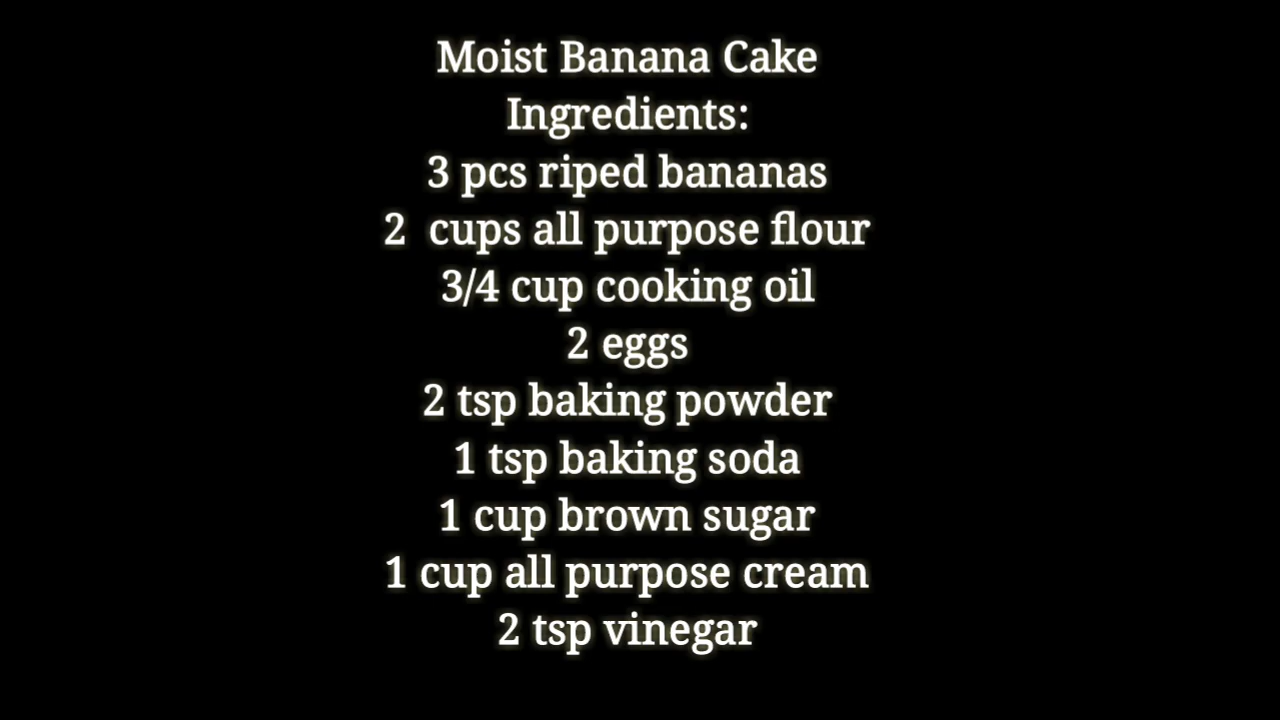 Moist Banana Cake
Ingredients:
3 pcs riped bananas
2  cups all purpose flour
3/4 cup cooking oil
2 eggs
2 tsp baking powder
1 tsp baking soda
1 cup brown sugar
1 cup all purpose cream
2 tsp vinegar